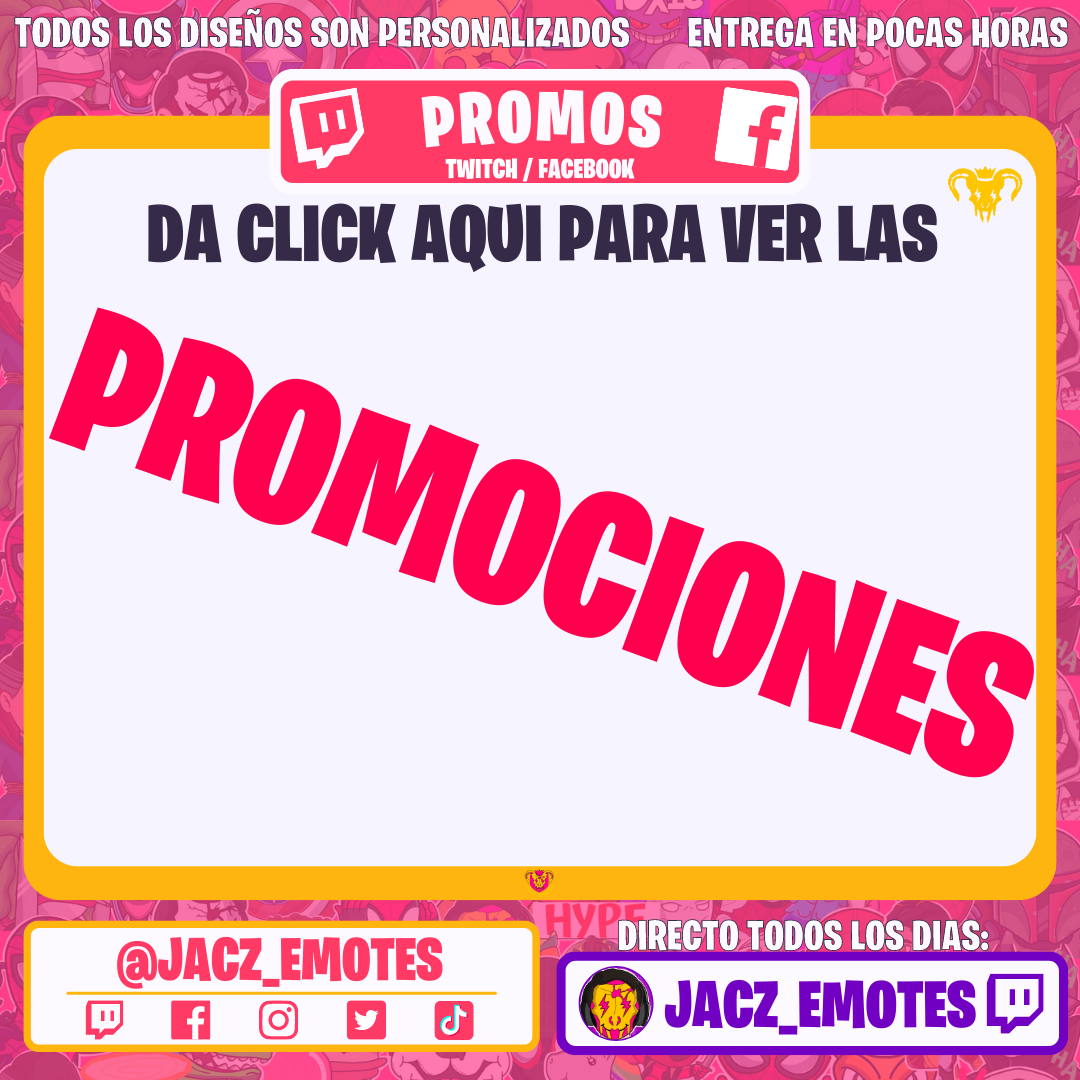 TODOS LOS DISEÑOS SON PERSONALIZADOS
ENTREGA EN POCAS HORAS
PROMOS
TWITCH / FACEBOOK
DA CLICK AQUI PARA VER LAS
PROMOCIONES
HYPE
@JACZ_EMOTES
DIRECTO TODOS LOS DIAS:
JACZ_EMOTES